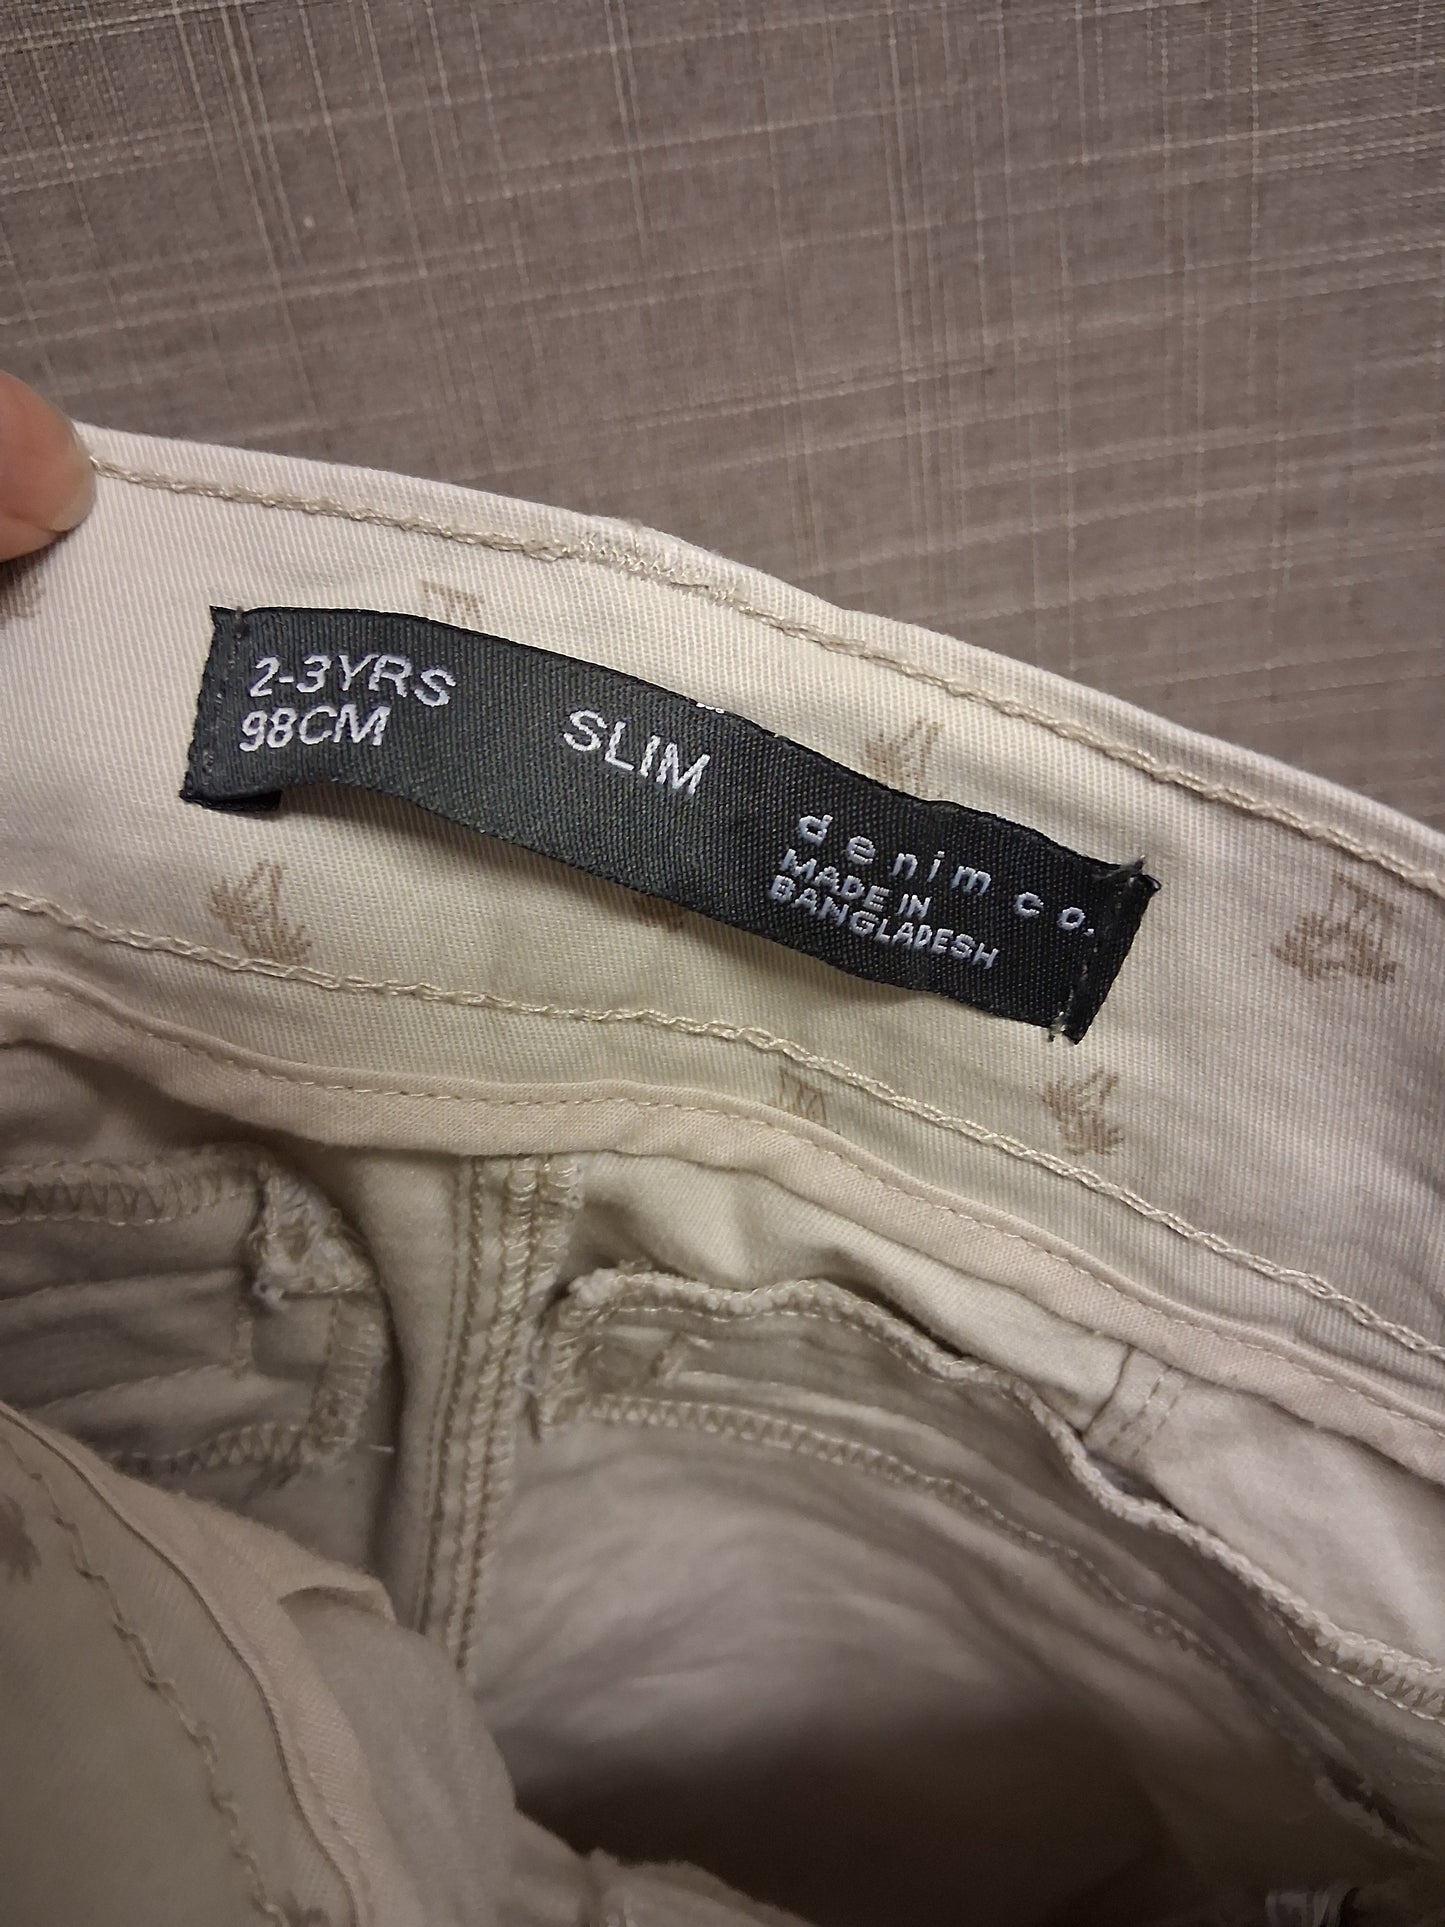 2-3YRS
98CM
SLIM
denim co.
MADE IN
BANGLADESH